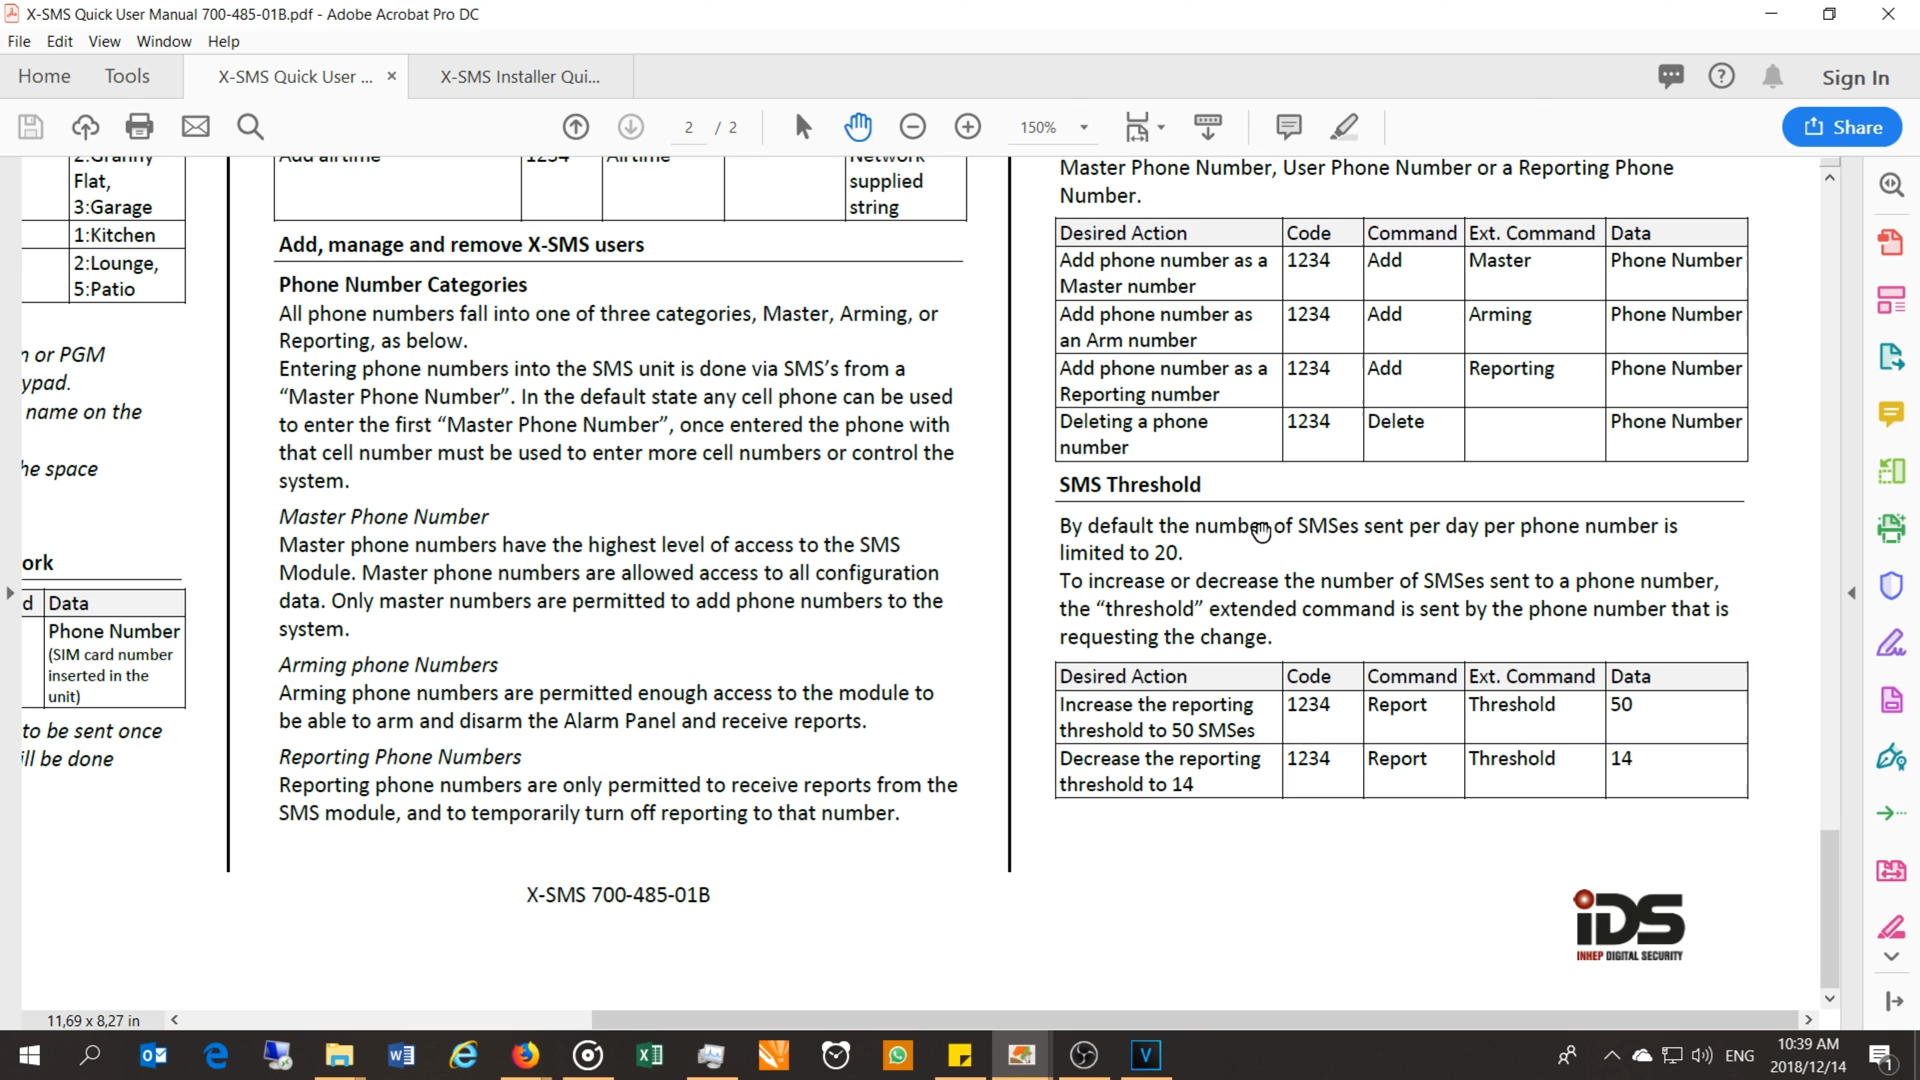 X-SMS Quick User Manual 700-485-01B.pdf - Adobe Acrobat Pro DC
File Edit View Window Help
Home Tools X-SMS Quick User ... × X-SMS Installer Qui... Sign In
2 / 2 150% Share
2:Granny
Flat,
3:Garage
1:Kitchen
2:Lounge,
5:Patio
n or PGM
ypad.
name on the
he space
ork
d Data
Phone Number
(SIM card number
inserted in the
unit)
to be sent once
ill be done
Add airtime 1234 Airtime Network
supplied
string
Add, manage and remove X-SMS users
Phone Number Categories
All phone numbers fall into one of three categories, Master, Arming, or
Reporting, as below.
Entering phone numbers into the SMS unit is done via SMS's from a
“Master Phone Number”. In the default state any cell phone can be used
to enter the first “Master Phone Number”, once entered the phone with
that cell number must be used to enter more cell numbers or control the
system.
Master Phone Number
Master phone numbers have the highest level of access to the SMS
Module. Master phone numbers are allowed access to all configuration
data. Only master numbers are permitted to add phone numbers to the
system.
Arming phone Numbers
Arming phone numbers are permitted enough access to the module to
be able to arm and disarm the Alarm Panel and receive reports.
Reporting Phone Numbers
Reporting phone numbers are only permitted to receive reports from the
SMS module, and to temporarily turn off reporting to that number.
Master Phone Number, User Phone Number or a Reporting Phone
Number.
Desired Action Code Command Ext. Command Data
Add phone number as a 1234 Add Master Phone Number
Master number
Add phone number as 1234 Add Arming Phone Number
an Arm number
Add phone number as a 1234 Add Reporting Phone Number
Reporting number
Deleting a phone 1234 Delete Phone Number
number
SMS Threshold
By default the number of SMSes sent per day per phone number is
limited to 20.
To increase or decrease the number of SMSes sent to a phone number,
the “threshold” extended command is sent by the phone number that is
requesting the change.
Desired Action Code Command Ext. Command Data
Increase the reporting 1234 Report Threshold 50
threshold to 50 SMSes
Decrease the reporting 1234 Report Threshold 14
threshold to 14
X-SMS 700-485-01B
iDS
INHEP DIGITAL SECURITY
11,69 x 8,27 in
ENG 10:39 AM
2018/12/14 1